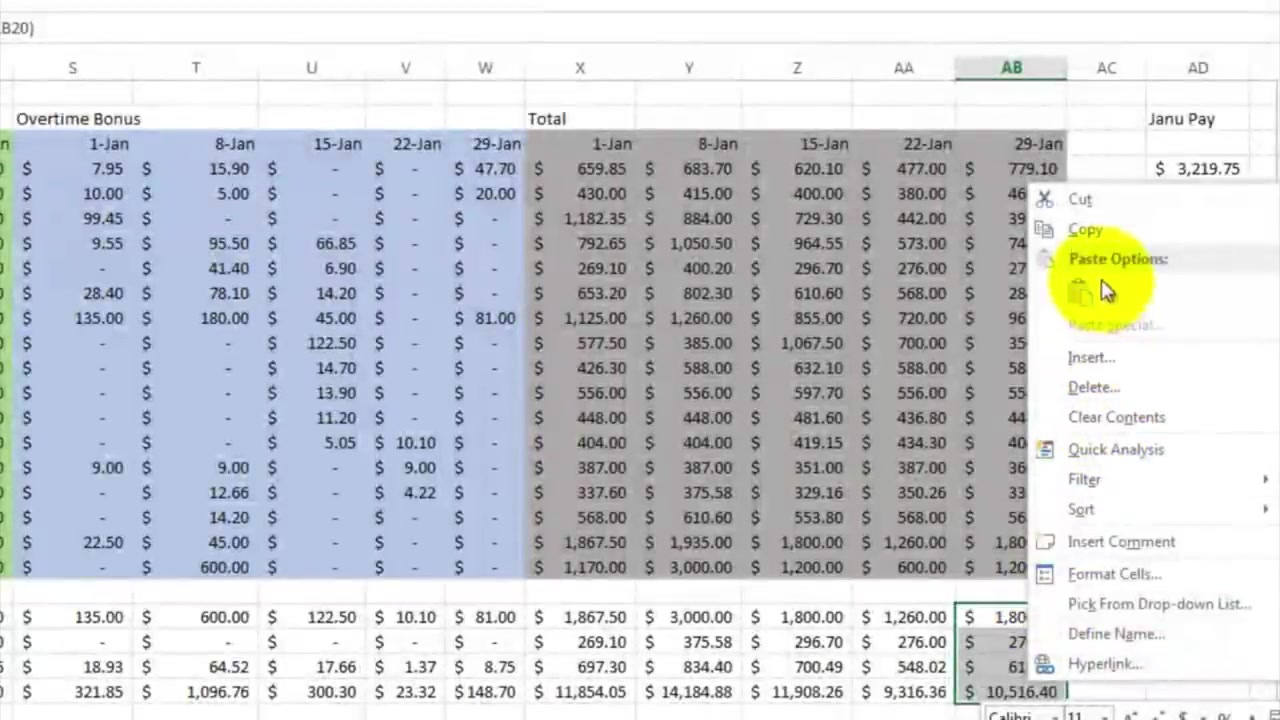 B20)
S T U V W X Y Z AA AB AC AD
Overtime Bonus Total Janu Pay
1-Jan 8-Jan 15-Jan 22-Jan 29-Jan 1-Jan 8-Jan 15-Jan 22-Jan 29-Jan
$ 7.95 $ 15.90 $ - $ - $ 47.70 $ 659.85 $ 683.70 $ 620.10 $ 477.00 $ 779.10 $ 3,219.75
$ 10.00 $ 5.00 $ - $ - $ 20.00 $ 430.00 $ 415.00 $ 400.00 $ 380.00 $ 46
$ 99.45 $ - $ - $ - $ - $ 1,182.35 $ 884.00 $ 729.30 $ 442.00 $ 39
$ 9.55 $ 95.50 $ 66.85 $ - $ - $ 792.65 $ 1,050.50 $ 964.55 $ 573.00 $ 74
$ - $ 41.40 $ 6.90 $ - $ - $ 269.10 $ 400.20 $ 296.70 $ 276.00 $ 27
$ 28.40 $ 78.10 $ 14.20 $ - $ - $ 653.20 $ 802.30 $ 610.60 $ 568.00 $ 28
$ 135.00 $ 180.00 $ 45.00 $ - $ 81.00 $ 1,125.00 $ 1,260.00 $ 855.00 $ 720.00 $ 96
$ - $ - $ 122.50 $ - $ - $ 577.50 $ 385.00 $ 1,067.50 $ 700.00 $ 35
$ - $ - $ 14.70 $ - $ - $ 426.30 $ 588.00 $ 632.10 $ 588.00 $ 58
$ - $ - $ 13.90 $ - $ - $ 556.00 $ 556.00 $ 597.70 $ 556.00 $ 55
$ - $ - $ 11.20 $ - $ - $ 448.00 $ 448.00 $ 481.60 $ 436.80 $ 44
$ - $ - $ 5.05 $ 10.10 $ - $ 404.00 $ 404.00 $ 419.15 $ 434.30 $ 40
$ 9.00 $ 9.00 $ - $ 9.00 $ - $ 387.00 $ 387.00 $ 351.00 $ 387.00 $ 36
$ - $ 12.66 $ - $ 4.22 $ - $ 337.60 $ 375.58 $ 329.16 $ 350.26 $ 33
$ - $ 14.20 $ - $ - $ - $ 568.00 $ 610.60 $ 553.80 $ 568.00 $ 56
$ 22.50 $ 45.00 $ - $ - $ - $ 1,867.50 $ 1,935.00 $ 1,800.00 $ 1,260.00 $ 1,80
$ - $ 600.00 $ - $ - $ - $ 1,170.00 $ 3,000.00 $ 1,200.00 $ 600.00 $ 1,20
$ 135.00 $ 600.00 $ 122.50 $ 10.10 $ 81.00 $ 1,867.50 $ 3,000.00 $ 1,800.00 $ 1,260.00 $ 1,80
$ - $ - $ - $ - $ - $ 269.10 $ 375.58 $ 296.70 $ 276.00 $ 27
$ 18.93 $ 64.52 $ 17.66 $ 1.37 $ 8.75 $ 697.30 $ 834.40 $ 700.49 $ 548.02 $ 61
$ 321.85 $ 1,096.76 $ 300.30 $ 23.32 $ 148.70 $ 11,854.05 $ 14,184.88 $ 11,908.26 $ 9,316.36 $ 10,516.40
Cut
Copy
Paste Options:
Paste Special...
Insert...
Delete...
Clear Contents
Quick Analysis
Filter
Sort
Insert Comment
Format Cells...
Pick From Drop-down List...
Define Name...
Hyperlink...
Calibri 11